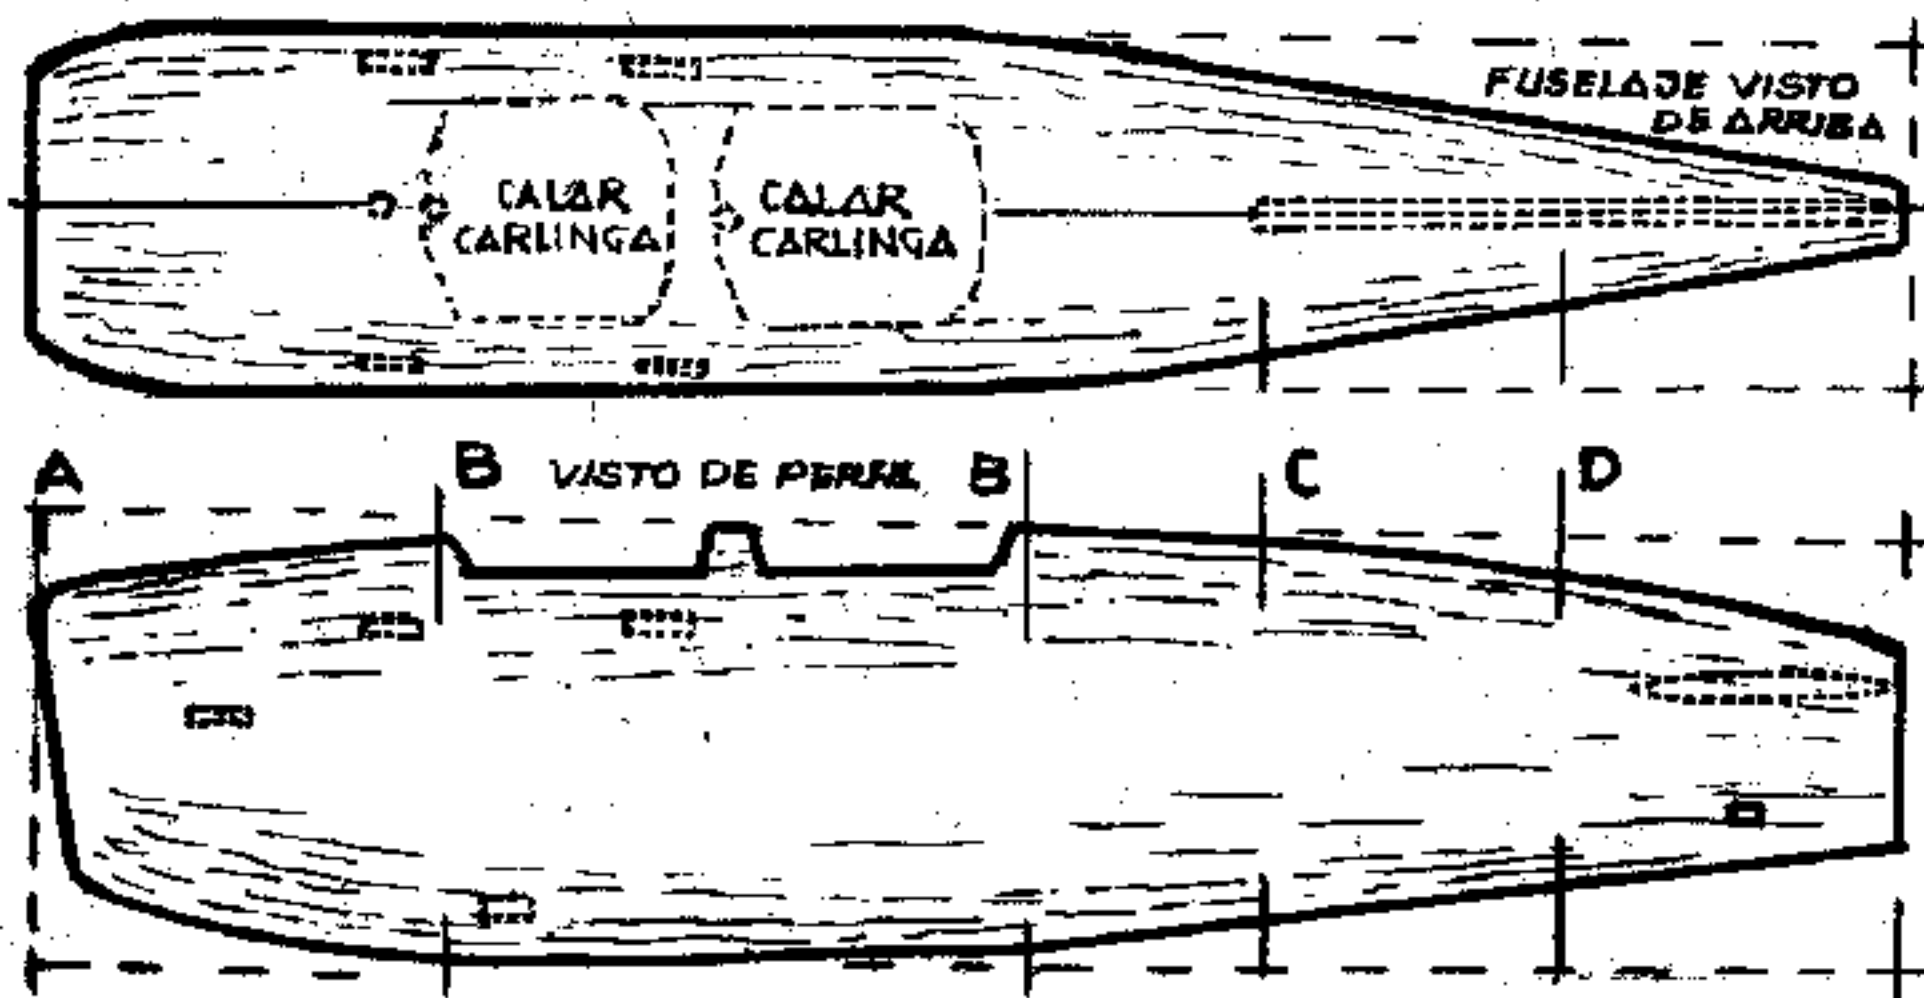 FUSELAJE VISTO
DE ARRIBA
CALAR
CARLINGA
CALAR
CARLINGA
A
B
VISTO DE PERFIL
B
C
D